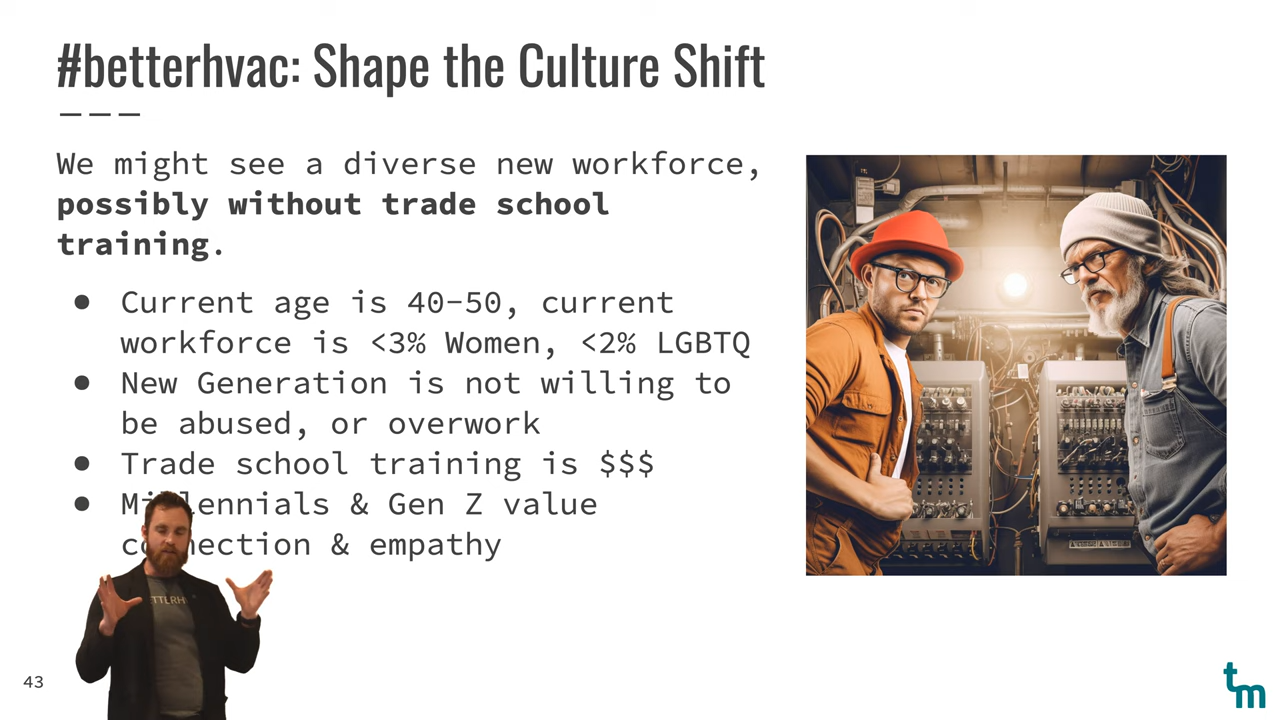 #betterhvac: Shape the Culture Shift
We might see a diverse new workforce,
possibly without trade school
training.
● Current age is 40-50, current
workforce is <3% Women, <2% LGBTQ
● New Generation is not willing to
be abused, or overwork
● Trade school training is $$$
● Millennials & Gen Z value
connection & empathy
ETTERH
43
tm